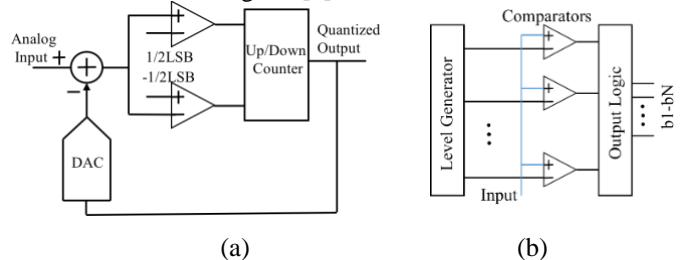 Analog
Input
+
+
−
+
−
1/2LSB
-1/2LSB
+
−
Up/Down
Counter
Quantized
Output
DAC
(a)
Comparators
Level Generator
+
+
+
Input
Output Logic
b1-bN
(b)